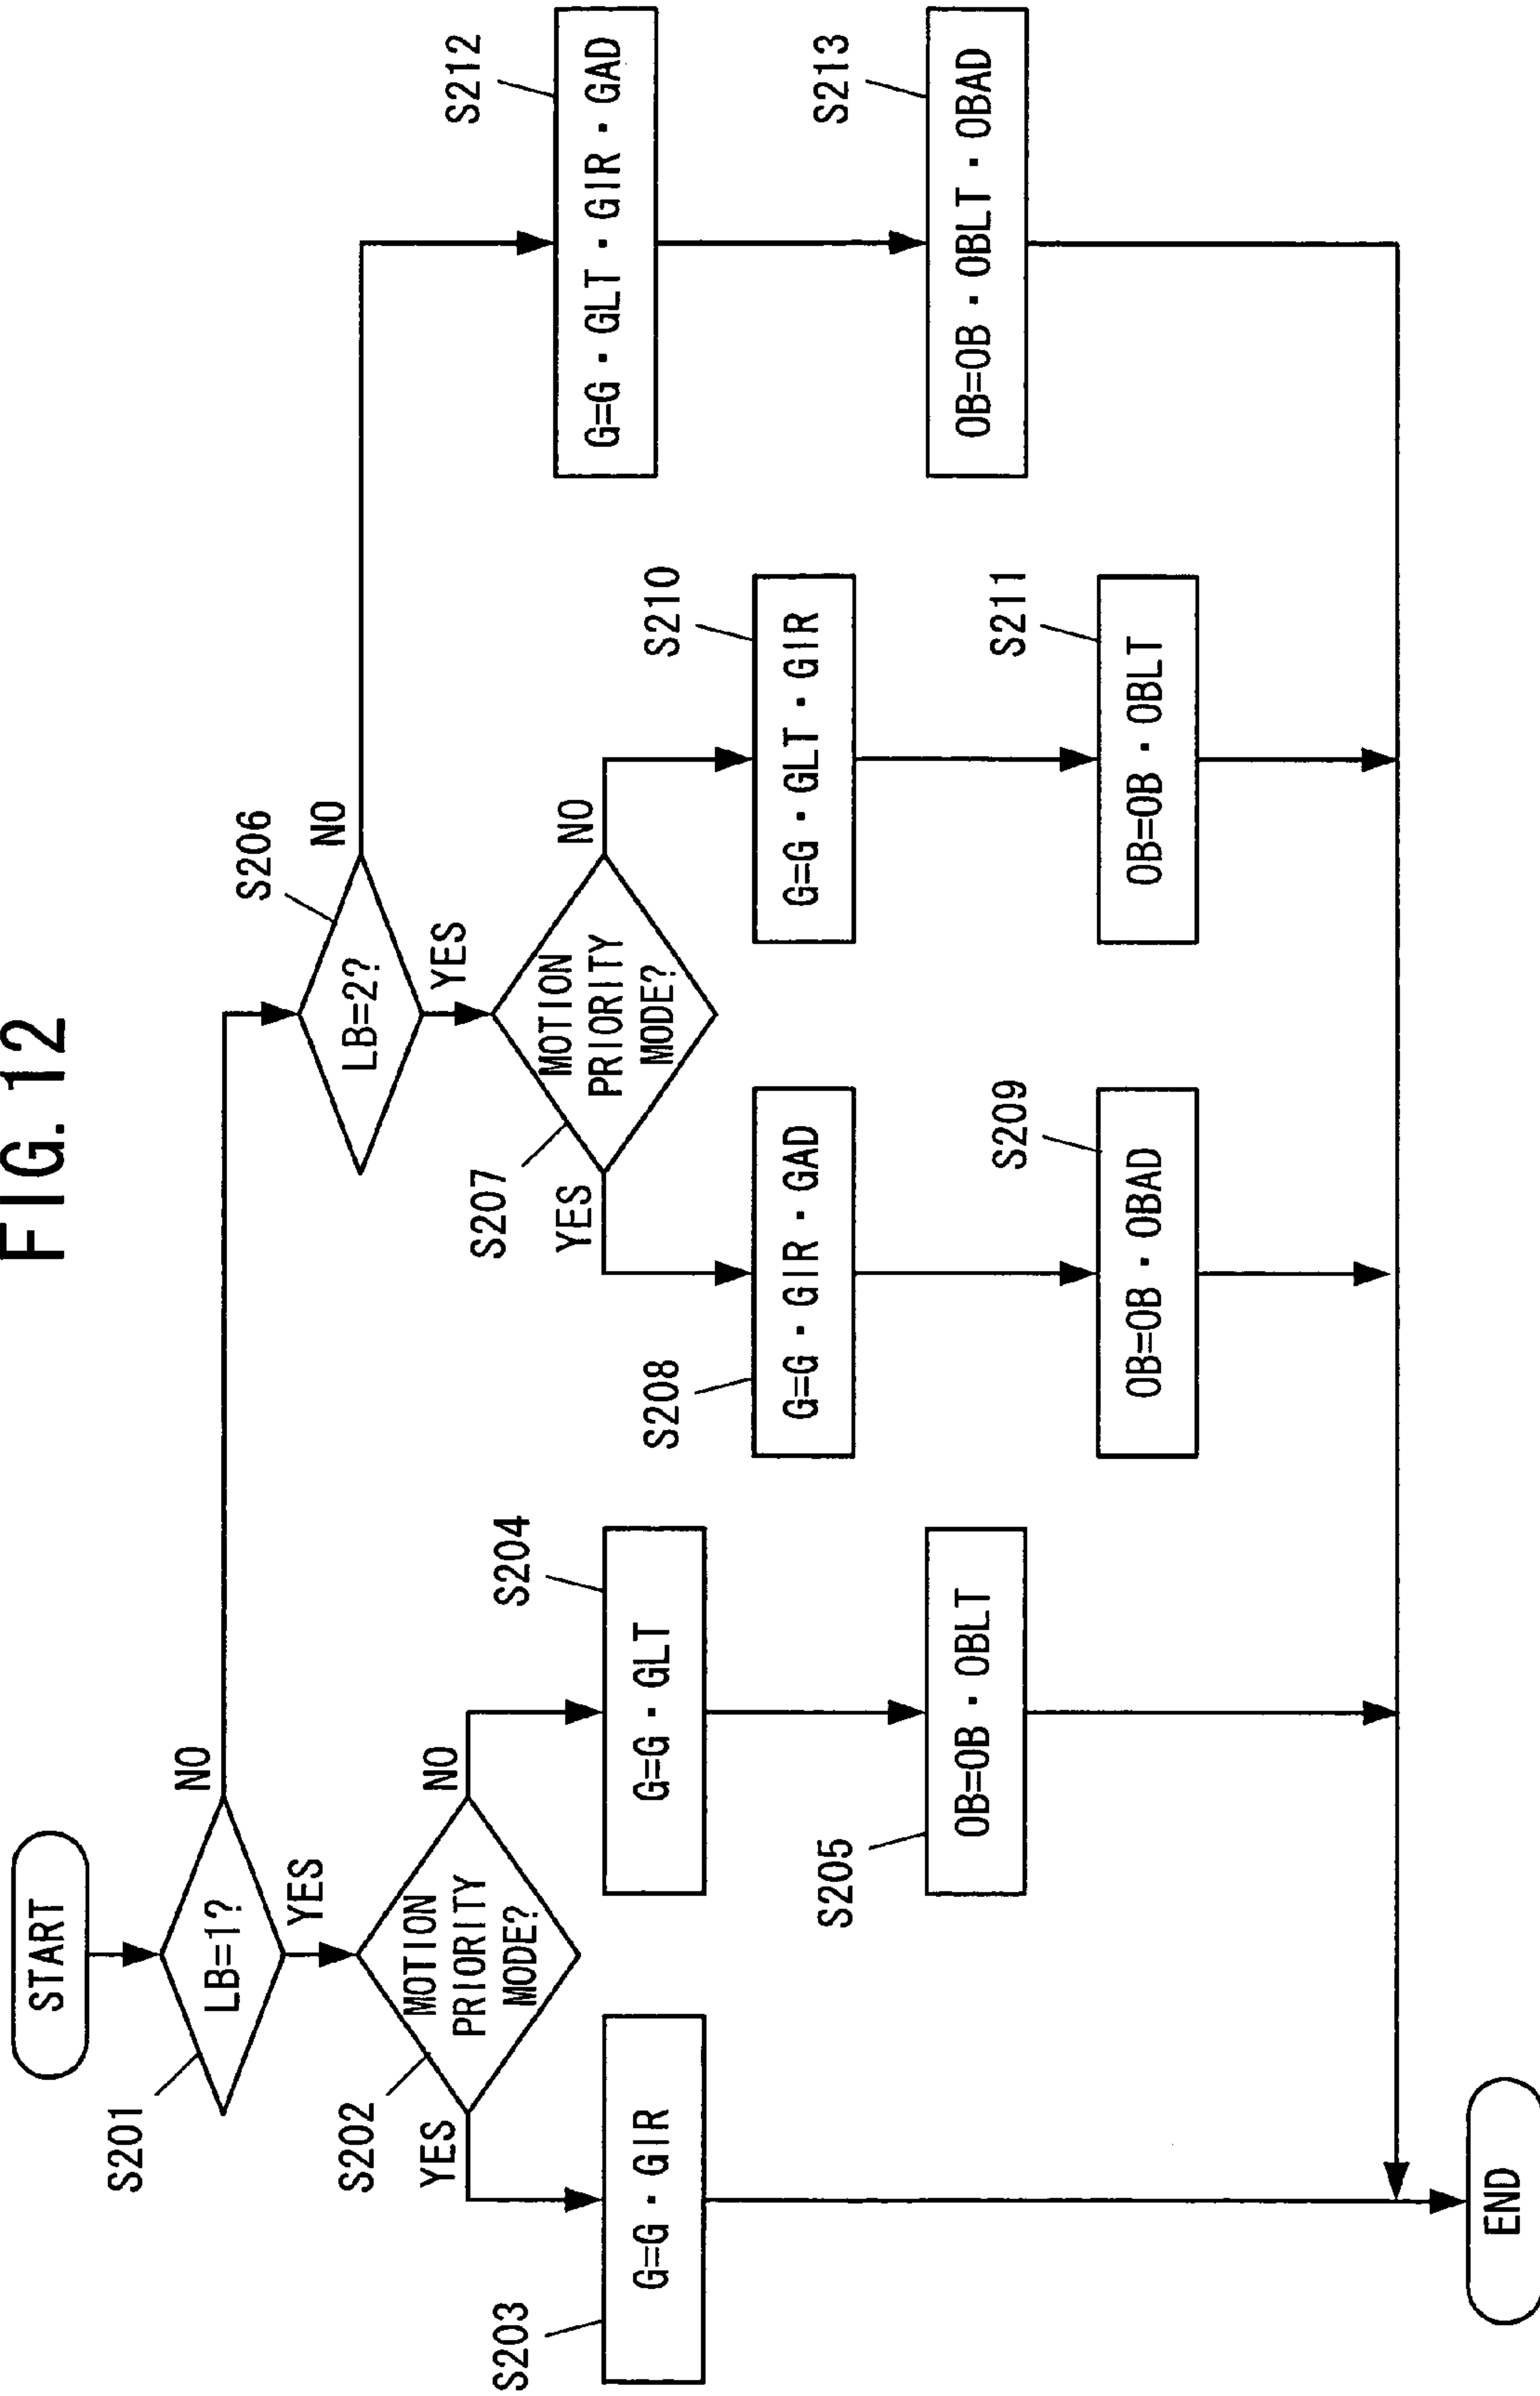 FIG. 12
START
S201
LB=1?
NO
YES
S202
MOTION
PRIORITY
MODE?
YES
NO
S203
G=G · GIR
S204
G=G · GLT
S205
OB=OB · OBLT
S206
LB=2?
NO
YES
S207
MOTION
PRIORITY
MODE?
YES
NO
S208
G=G · GIR · GAD
S209
OB=OB · OBAD
S210
G=G · GLT · GIR
S211
OB=OB · OBLT
S212
G=G · GLT · GIR · GAD
S213
OB=OB · OBLT · OBAD
END